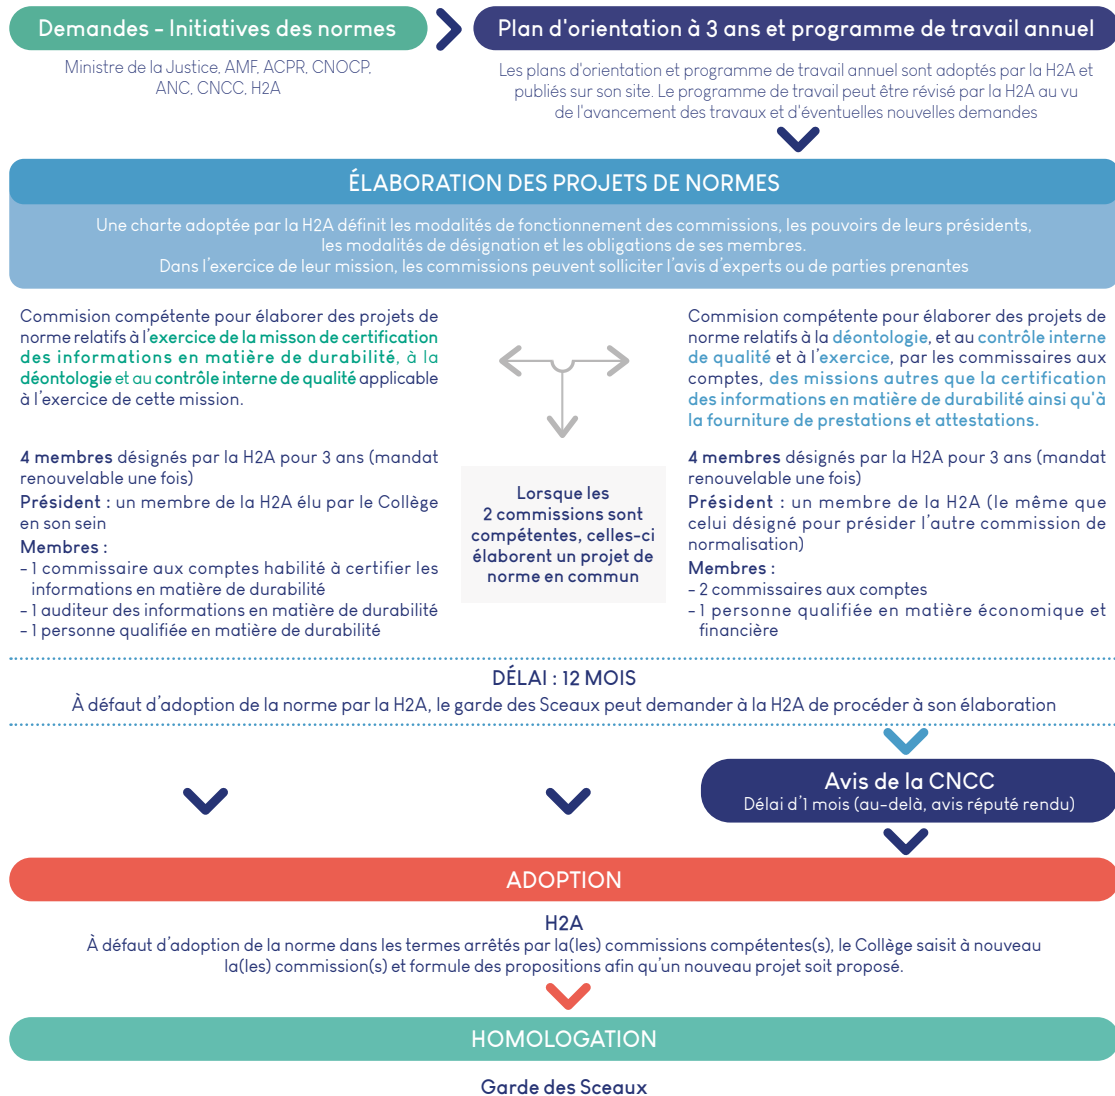 Demandes - Initiatives des normes
Ministre de la Justice, AMF, ACPR, CNOCP,
ANC, CNCC, H2A
Plan d'orientation à 3 ans et programme de travail annuel
Les plans d'orientation et programme de travail annuel sont adoptés par la H2A et
publiés sur son site. Le programme de travail peut être révisé par la H2A au vu
de l'avancement des travaux et d'éventuelles nouvelles demandes
ÉLABORATION DES PROJETS DE NORMES
Une charte adoptée par la H2A définit les modalités de fonctionnement des commissions, les pouvoirs de leurs présidents,
les modalités de désignation et les obligations de ses membres.
Dans l'exercice de leur mission, les commissions peuvent solliciter l'avis d'experts ou de parties prenantes
Commision compétente pour élaborer des projets de
norme relatifs à l'exercice de la misson de certification
des informations en matière de durabilité, à la
déontologie et au contrôle interne de qualité applicable
à l'exercice de cette mission.
4 membres désignés par la H2A pour 3 ans (mandat
renouvelable une fois)
Président : un membre de la H2A élu par le Collège
en son sein
Membres :
- 1 commissaire aux comptes habilité à certifier les
informations en matière de durabilité
- 1 auditeur des informations en matière de durabilité
- 1 personne qualifiée en matière de durabilité
Lorsque les
2 commissions sont
compétentes, celles-ci
élaborent un projet de
norme en commun
Commision compétente pour élaborer des projets de
norme relatifs à la déontologie, et au contrôle interne
de qualité et à l'exercice, par les commissaires aux
comptes, des missions autres que la certification
des informations en matière de durabilité ainsi qu'à
la fourniture de prestations et attestations.
4 membres désignés par la H2A pour 3 ans (mandat
renouvelable une fois)
Président : un membre de la H2A (le même que
celui désigné pour présider l'autre commission de
normalisation)
Membres :
- 2 commissaires aux comptes
- 1 personne qualifiée en matière économique et
financière
DÉLAI : 12 MOIS
À défaut d'adoption de la norme par la H2A, le garde des Sceaux peut demander à la H2A de procéder à son élaboration
Avis de la CNCC
Délai d'1 mois (au-delà, avis réputé rendu)
ADOPTION
H2A
À défaut d'adoption de la norme dans les termes arrêtés par la(les) commissions compétentes(s), le Collège saisit à nouveau
la(les) commission(s) et formule des propositions afin qu'un nouveau projet soit proposé.
HOMOLOGATION
Garde des Sceaux